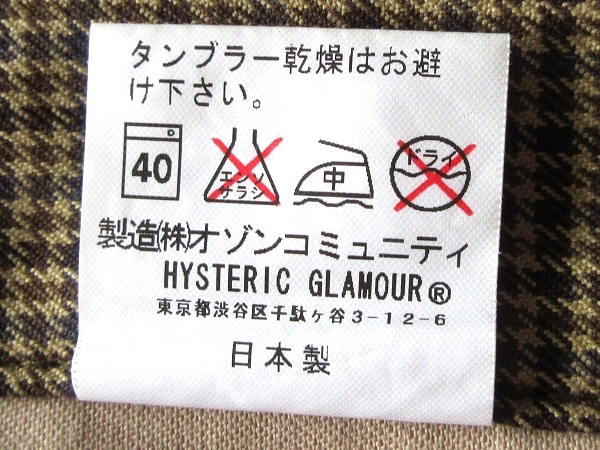 タンブラー乾燥はお避
け下さい。
40 エンソ 中 ドライ
サラシ
製造㈱オゾンコミュニティ
HYSTERIC GLAMOUR®
東京都渋谷区千駄ヶ谷3-12-6
日本製